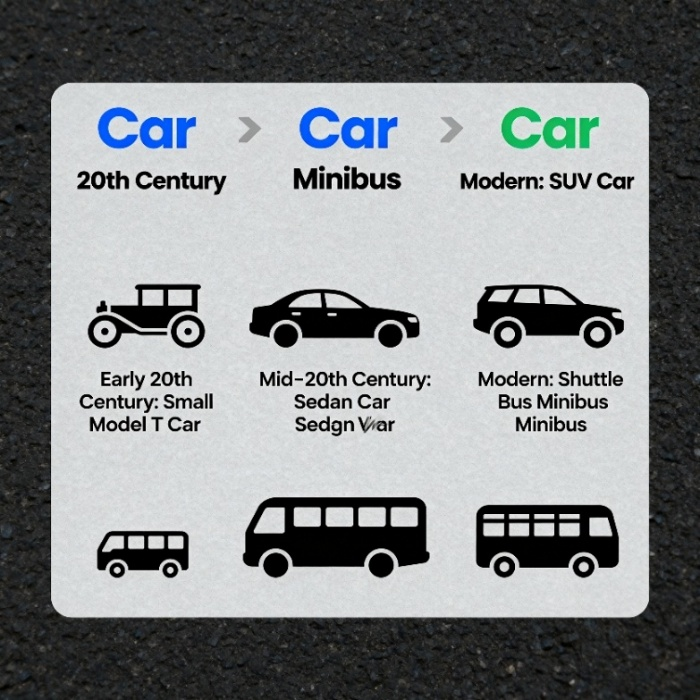 Car > Car > Car
20th Century
Minibus
Modern: SUV Car
Early 20th
Century: Small
Model T Car
Mid-20th Century:
Sedan Car
Sedgn
Modern: Shuttle
Bus Minibus
Minibus